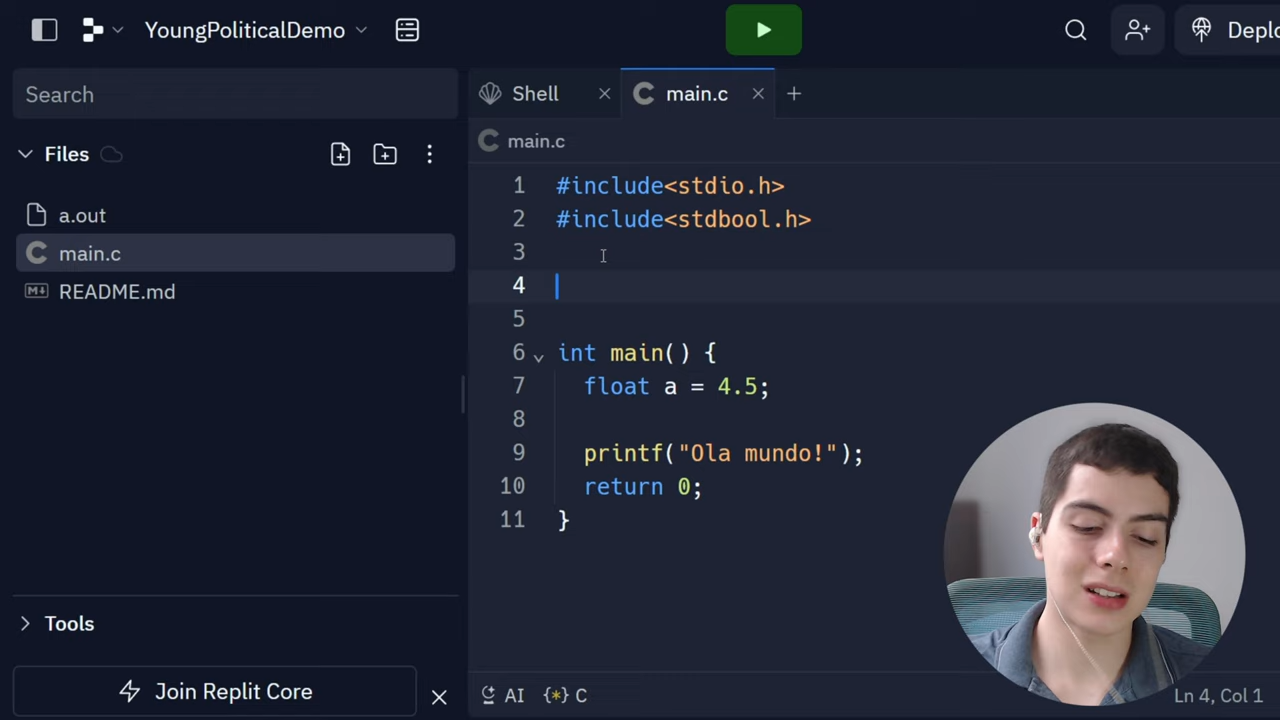 YoungPoliticalDemo
Search
Files
a.out
main.c
README.md
Tools
Join Replit Core
Shell
main.c
main.c
1 #include<stdio.h>
2 #include<stdbool.h>
3
4
5
6 int main() {
7 float a = 4.5;
8
9 printf("Ola mundo!");
10 return 0;
11 }
AI
{*} C
Ln 4, Col 1